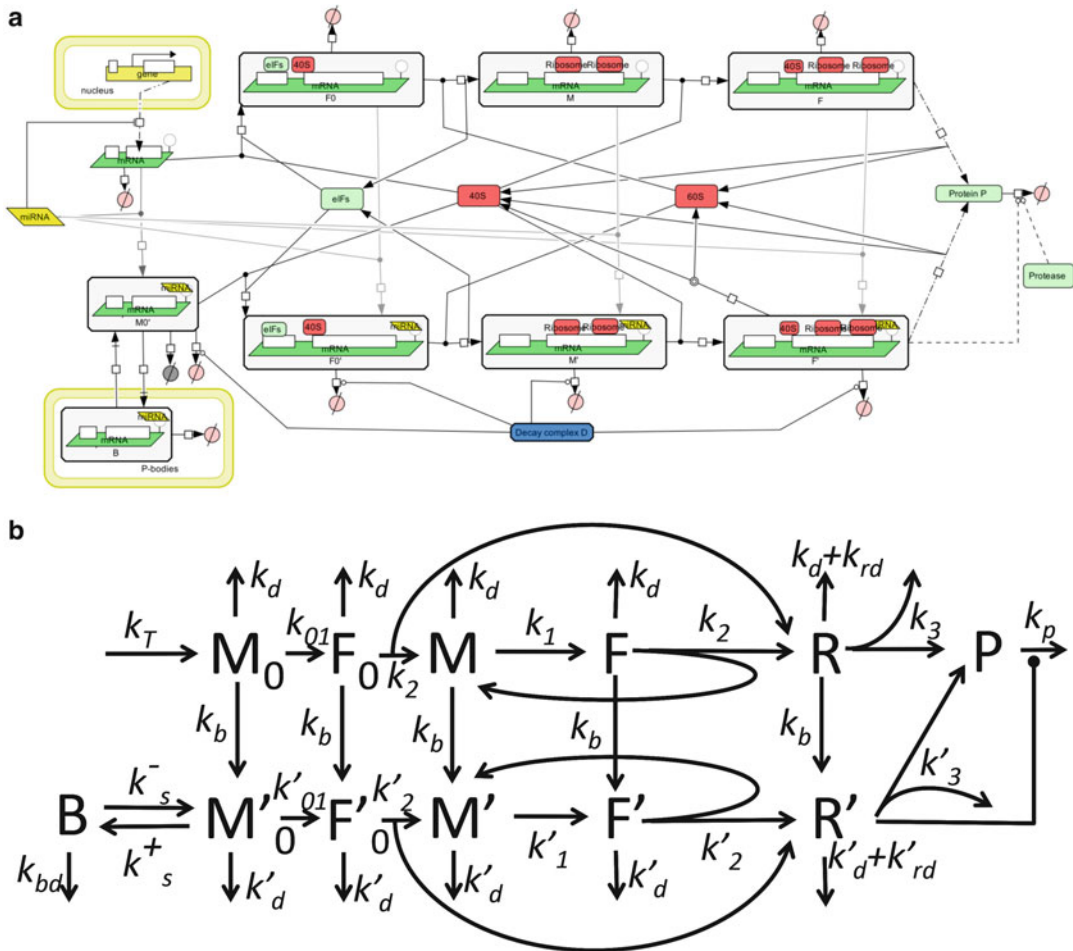 a
eIFs 40S
mRNA
F0
Ribosome Ribosome
mRNA
M
40S Ribosome Ribosome
mRNA
F
gene
nucleus
mRNA
miRNA
eIFs
40S
60S
Protein P
Protease
miRNA
mRNA
M0'
eIFs 40S miRNA
mRNA
F0'
Ribosome Ribosome miRNA
mRNA
M'
40S Ribosome Ribosome miRNA
mRNA
F'
miRNA
mRNA
B
P-bodies
Decay complex D
b
k_d k_d k_d k_d k_d+k_rd
k_T k_01 k_2 k_1 k_2 k_3 k_p
M_0 F_0 M F R P
k_b k_b k_b k_b k_b
k^-_s k'_01 k'_2 k'_3
B M'_0 F'_0 M' F' R'
k^+_s k'_1 k'_2
k_bd k'_d k'_d k'_d k'_d k'_d+k'_rd